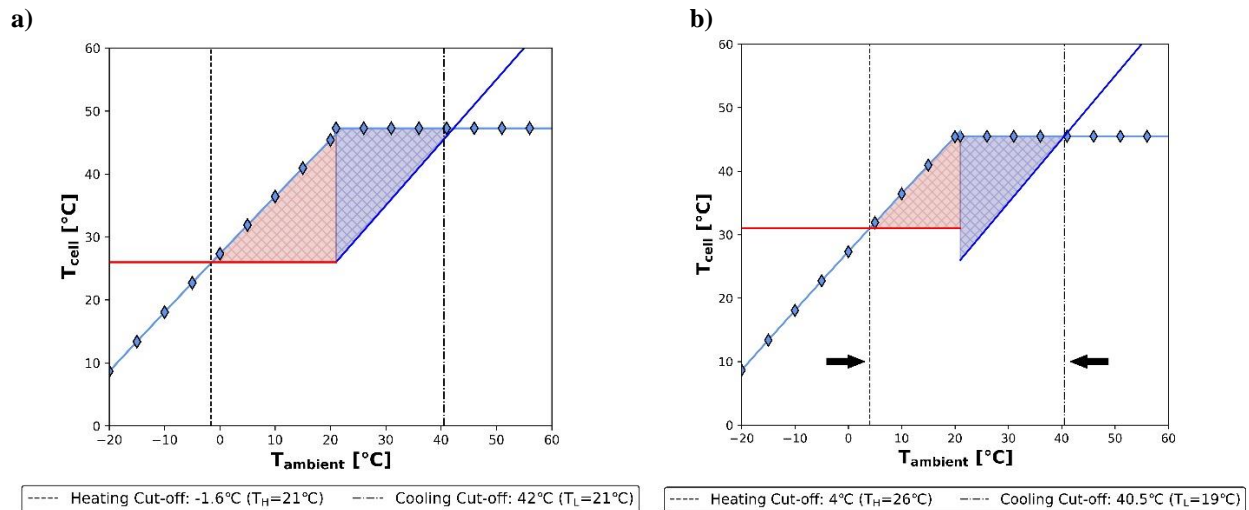 a)
60
50
40
30
20
10
0
T_cell [°C]
−20 −10 0 10 20 30 40 50 60
T_ambient [°C]
Heating Cut-off: -1.6°C (T_H=21°C) Cooling Cut-off: 42°C (T_L=21°C)
b)
60
50
40
30
20
10
0
T_cell [°C]
−20 −10 0 10 20 30 40 50 60
T_ambient [°C]
Heating Cut-off: 4°C (T_H=26°C) Cooling Cut-off: 40.5°C (T_L=19°C)